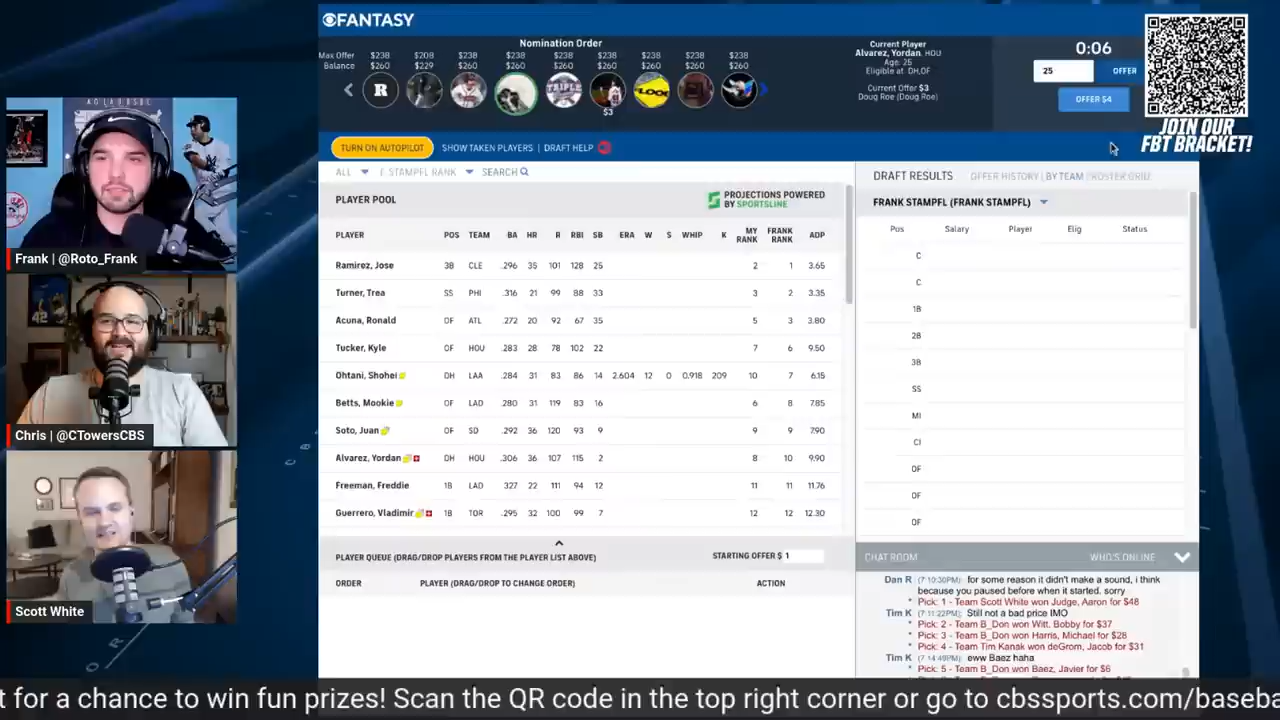 FANTASY
Nomination Order
Max Offer $238 $208 $238 $238 $238 $238 $238 $238 $238
Balance $260 $229 $260 $260 $260 $260 $260 $260 $260
R
TRIPLE
LOOK
$3
Current Player
Alvarez, Yordan, HOU
Age: 25
Eligible at DH,OF
Current Offer $3
Doug Roe (Doug Roe)
0:06
25 OFFER
OFFER $4
JOIN OUR
FBT BRACKET!
TURN ON AUTOPILOT SHOW TAKEN PLAYERS | DRAFT HELP
ALL STAMPFL RANK SEARCH
PLAYER POOL
PROJECTIONS POWERED
BY SPORTSLINE
PLAYER POS TEAM BA HR R RBI SB ERA W S WHIP K MY RANK FRANK RANK ADP
Ramirez, Jose 3B CLE .296 35 101 128 25 2 1 3.65
Turner, Trea SS PHI .316 21 99 88 33 3 2 3.35
Acuna, Ronald OF ATL .272 20 92 67 35 5 3 3.80
Tucker, Kyle OF HOU .283 28 78 102 22 7 6 9.50
Ohtani, Shohei DH LAA .284 31 83 86 14 2.604 12 0 0.918 209 10 7 6.15
Betts, Mookie OF LAD .280 31 119 83 16 6 8 7.85
Soto, Juan OF SD .292 36 120 93 9 9 9 7.90
Alvarez, Yordan DH HOU .306 36 107 115 2 8 10 9.90
Freeman, Freddie 1B LAD .327 22 111 94 12 11 11 11.76
Guerrero, Vladimir 1B TOR .295 32 100 99 7 12 12 12.30
PLAYER QUEUE (DRAG/DROP PLAYERS FROM THE PLAYER LIST ABOVE) STARTING OFFER $ 1
ORDER PLAYER (DRAG/DROP TO CHANGE ORDER) ACTION
DRAFT RESULTS OFFER HISTORY | BY TEAM | ROSTER GRID
FRANK STAMPFL (FRANK STAMPFL)
Pos Salary Player Elig Status
C
C
1B
2B
3B
SS
MI
CI
OF
OF
OF
CHAT ROOM WHO'S ONLINE
Dan R (7:10:30PM): for some reason it didn't make a sound, i think
because you paused before when it started. sorry
* Pick: 1 - Team Scott White won Judge, Aaron for $48
Tim K (7:11:22PM): Still not a bad price IMO
* Pick: 2 - Team B_Don won Witt, Bobby for $37
* Pick: 3 - Team B_Don won Harris, Michael for $28
* Pick: 4 - Team Tim Kanak won deGrom, Jacob for $31
Tim K (7:14:49PM): eww Baez haha
* Pick: 5 - Team B_Don won Baez, Javier for $6
Frank | @Roto_Frank
Chris | @CTowersCBS
Scott White
t for a chance to win fun prizes! Scan the QR code in the top right corner or go to cbssports.com/baseba